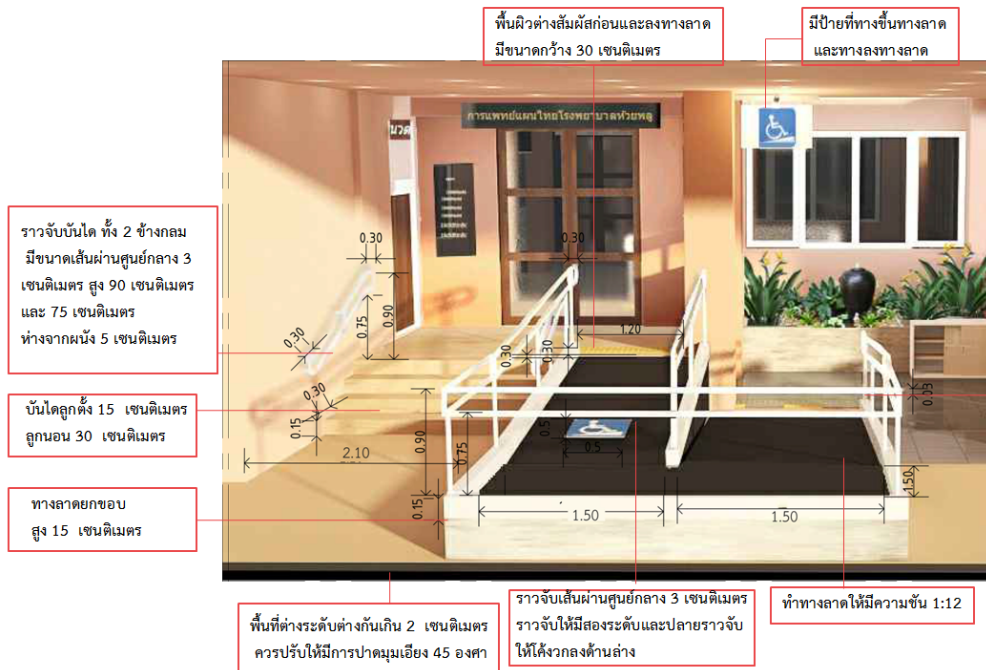 พื้นผิวต่างสัมผัสก่อนและลงทางลาด
มีขนาดกว้าง 30 เซนติเมตร
มีป้ายที่ทางขึ้นทางลาด
และทางลงทางลาด
การแพทย์แผนไทยโรงพยาบาลห้วยพลู
นวด
ราวจับบันได ทั้ง 2 ข้างกลม
มีขนาดเส้นผ่านศูนย์กลาง 3
เซนติเมตร สูง 90 เซนติเมตร
และ 75 เซนติเมตร
ห่างจากผนัง 5 เซนติเมตร
0.30
0.30
0.75
0.90
1.20
0.30
0.30
0.30
0.30
0.03
บันไดลูกตั้ง 15 เซนติเมตร
ลูกนอน 30 เซนติเมตร
0.15
0.90
0.75
0.5
0.5
2.10
1.50
ทางลาดยกขอบ
สูง 15 เซนติเมตร
0.15
1.50
1.50
พื้นที่ต่างระดับต่างกันเกิน 2 เซนติเมตร
ควรปรับให้มีการปาดมุมเอียง 45 องศา
ราวจับเส้นผ่านศูนย์กลาง 3 เซนติเมตร
ราวจับให้มีสองระดับและปลายราวจับ
ให้โค้งวกลงด้านล่าง
ทำทางลาดให้มีความชัน 1:12